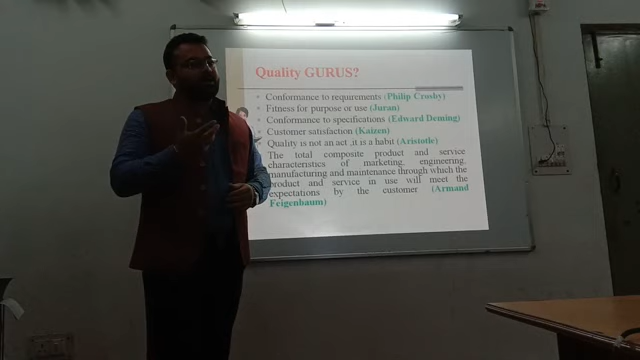 Quality GURUS?
Conformance to requirements (Philip Crosby)
Fitness for purpose or use (Juran)
Conformance to specifications (Edward Deming)
Customer satisfaction (Kaizen)
Quality is not an act ,it is a habit (Aristotle)
The total composite product and service
characteristics of marketing, engineering,
manufacturing and maintenance through which the
product and service in use will meet the
expectations by the customer (Armand
Feigenbaum)